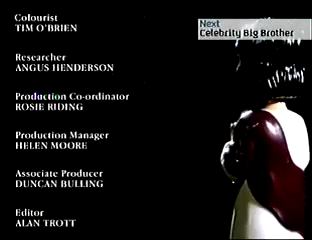 Colourist
TIM O'BRIEN
Next
Celebrity Big Brother
Researcher
ANGUS HENDERSON
Production Co-ordinator
ROSIE RIDING
Production Manager
HELEN MOORE
Associate Producer
DUNCAN BULLING
Editor
ALAN TROTT